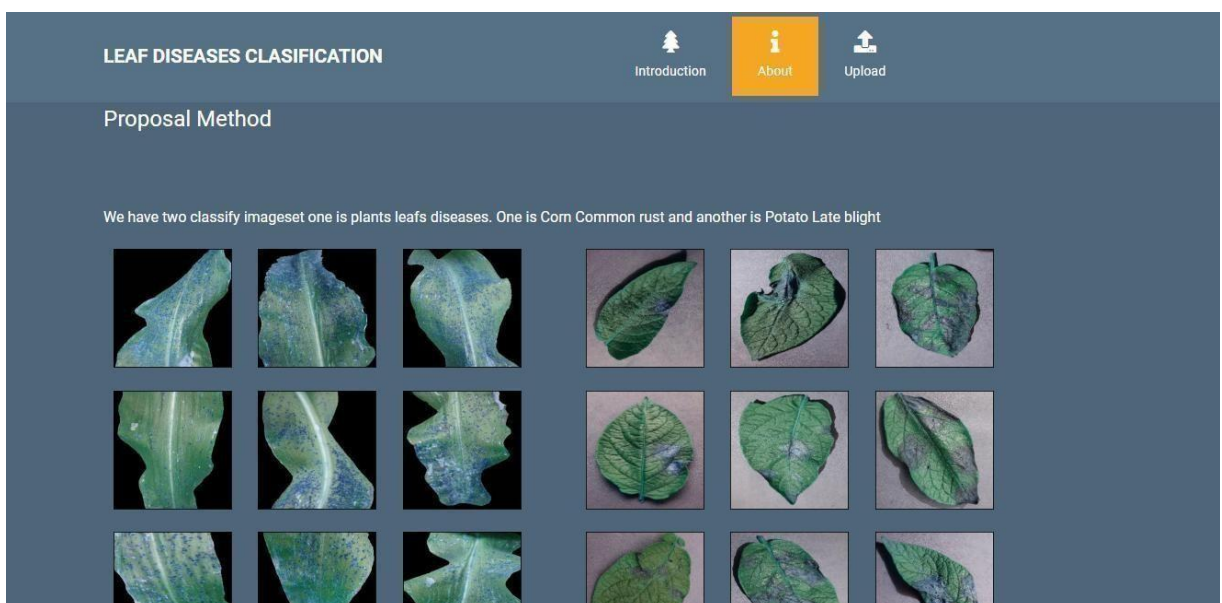 LEAF DISEASES CLASIFICATION
Introduction
About
Upload
Proposal Method
We have two classify imageset one is plants leafs diseases. One is Corn Common rust and another is Potato Late blight